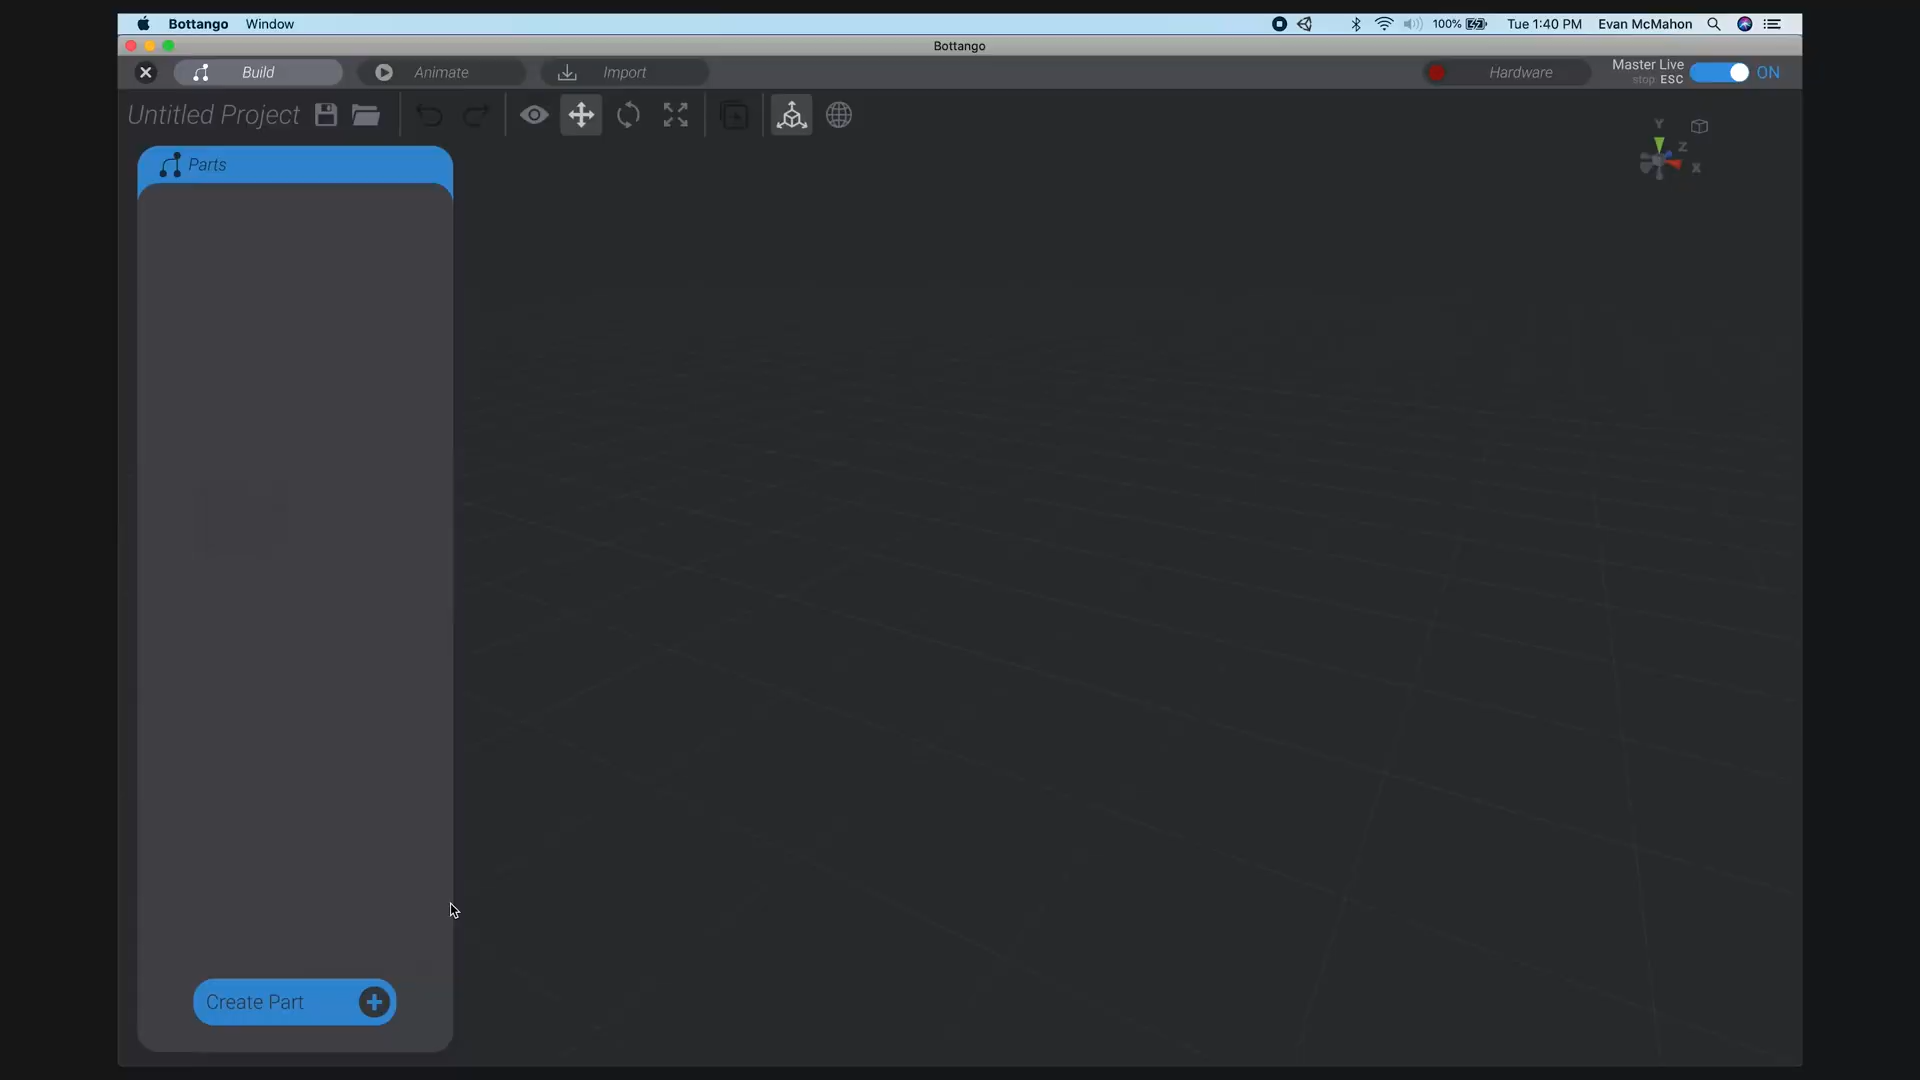 Bottango Window 100% Tue 1:40 PM Evan McMahon
Bottango
Build Animate Import Hardware Master Live stop ESC ON
Untitled Project
Y
Z
X
Parts
Create Part